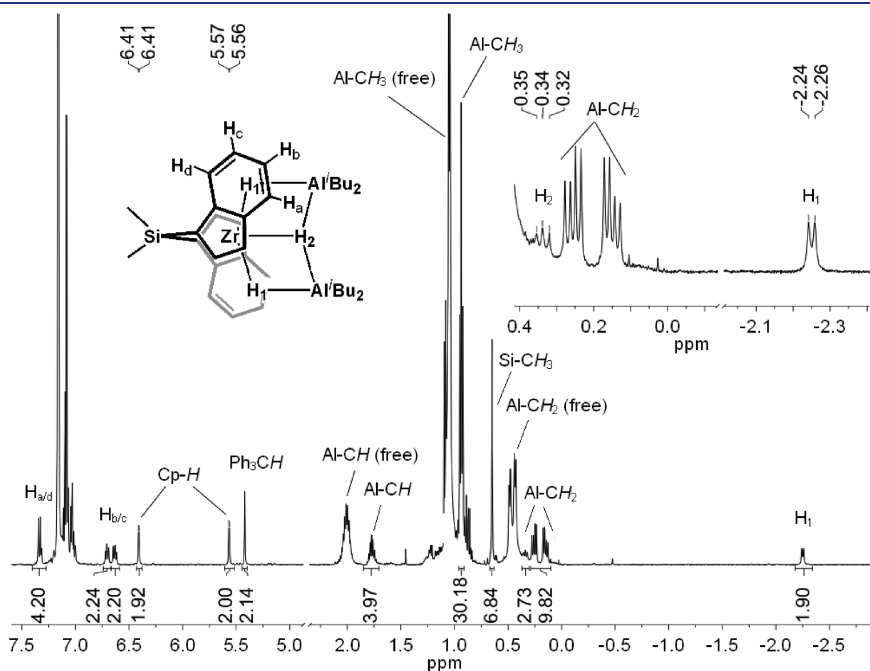 6.41
6.41
5.57
5.56
Al-CH3 (free)
Al-CH3
0.35
0.34
0.32
Al-CH2
-2.24
-2.26
H2
H1
0.4
0.2
0.0
-2.1
-2.3
ppm
Hc
Hd
Hb
H1
AlⁱBu2
Ha
Si
Zr
H2
H1
AlⁱBu2
Si-CH3
Al-CH2 (free)
Al-CH2
Ha/d
Hb/c
Cp-H
Ph3CH
Al-CH (free)
Al-CH
H1
4.20
2.24
2.20
1.92
2.00
2.14
3.97
30.18
6.84
2.73
9.82
1.90
7.5 7.0 6.5 6.0 5.5 5.0 2.0 1.5 1.0 0.5 0.0 -0.5 -1.0 -1.5 -2.0 -2.5
ppm